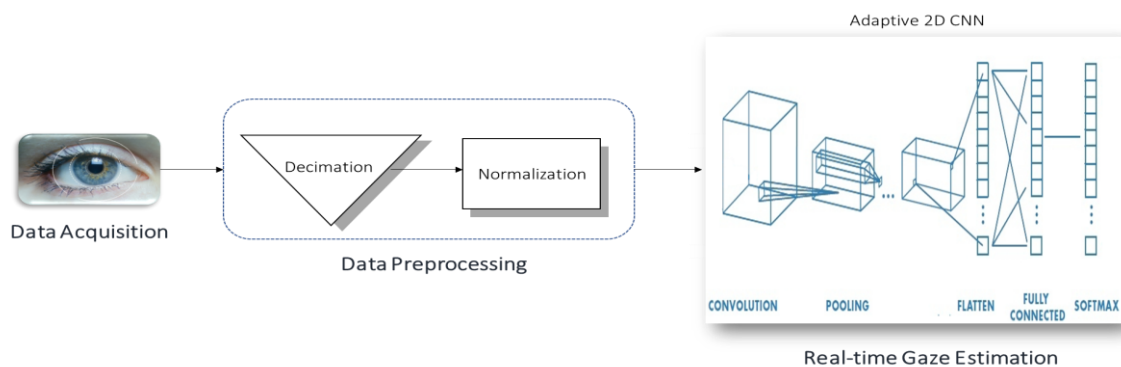 Adaptive 2D CNN
Decimation
Normalization
Data Acquisition
Data Preprocessing
...
CONVOLUTION
POOLING
FLATTEN
FULLY
CONNECTED
SOFTMAX
Real-time Gaze Estimation